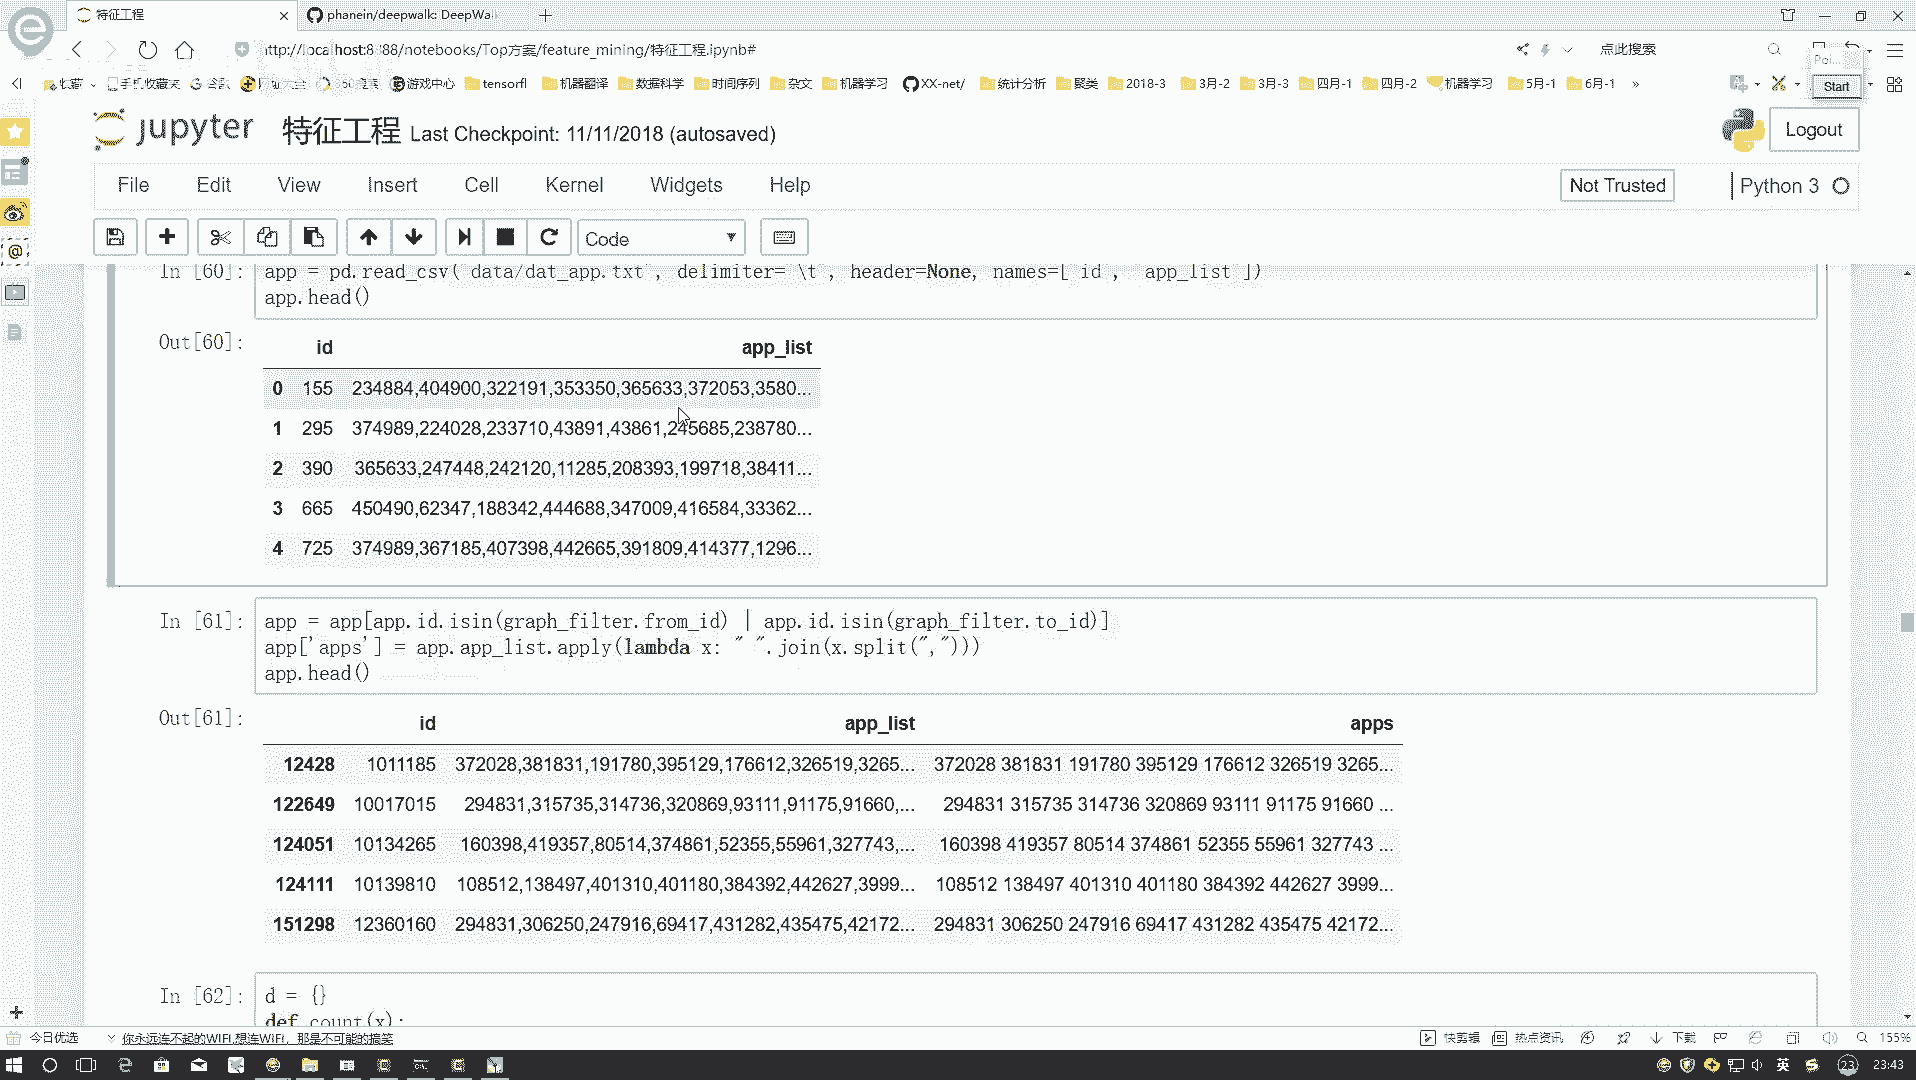 特征工程
phanein/deepwalk: DeepWal
http://localhost:8888/notebooks/Top方案/feature_mining/特征工程.ipynb#
点此搜索
收藏 手机收藏夹 游戏中心 tensorfl 机器翻译 数据科学 时间序列 杂文 机器学习 XX-net/ 统计分析 聚类 2018-3 3月-2 3月-3 四月-1 四月-2 机器学习 5月-1 6月-1 »
Poi...
Start
jupyter 特征工程 Last Checkpoint: 11/11/2018 (autosaved)
Logout
File Edit View Insert Cell Kernel Widgets Help
Not Trusted Python 3
Code
In [60]: app = pd.read_csv('data/dat_app.txt', delimiter='\t', header=None, names=['id', 'app_list'])
app.head()
Out[60]:
id app_list
0 155 234884,404900,322191,353350,365633,372053,3580...
1 295 374989,224028,233710,43891,43861,245685,238780...
2 390 365633,247448,242120,11285,208393,199718,38411...
3 665 450490,62347,188342,444688,347009,416584,33362...
4 725 374989,367185,407398,442665,391809,414377,1296...
In [61]: app = app[app.id.isin(graph_filter.from_id) | app.id.isin(graph_filter.to_id)]
app['apps'] = app.app_list.apply(lambda x: " ".join(x.split(",")))
app.head()
Out[61]:
id app_list apps
12428 1011185 372028,381831,191780,395129,176612,326519,3265... 372028 381831 191780 395129 176612 326519 3265...
122649 10017015 294831,315735,314736,320869,93111,91175,91660,... 294831 315735 314736 320869 93111 91175 91660 ...
124051 10134265 160398,419357,80514,374861,52355,55961,327743,... 160398 419357 80514 374861 52355 55961 327743 ...
124111 10139810 108512,138497,401310,401180,384392,442627,3999... 108512 138497 401310 401180 384392 442627 3999...
151298 12360160 294831,306250,247916,69417,431282,435475,42172... 294831 306250 247916 69417 431282 435475 42172...
In [62]: d = {}
def count(x):
今日优选 你永远连不起的WIFI,想连WIFI，那是不可能的搞笑 快剪辑 热点资讯 下载 155%
英 23 23:43